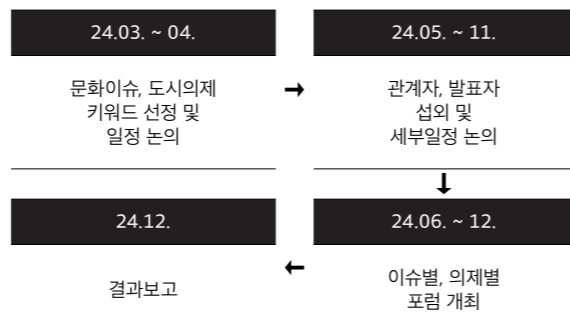 24.03. ~ 04.
문화이슈, 도시의제
키워드 선정 및
일정 논의
24.05. ~ 11.
관계자, 발표자
섭외 및
세부일정 논의
24.06. ~ 12.
이슈별, 의제별
포럼 개최
24.12.
결과보고